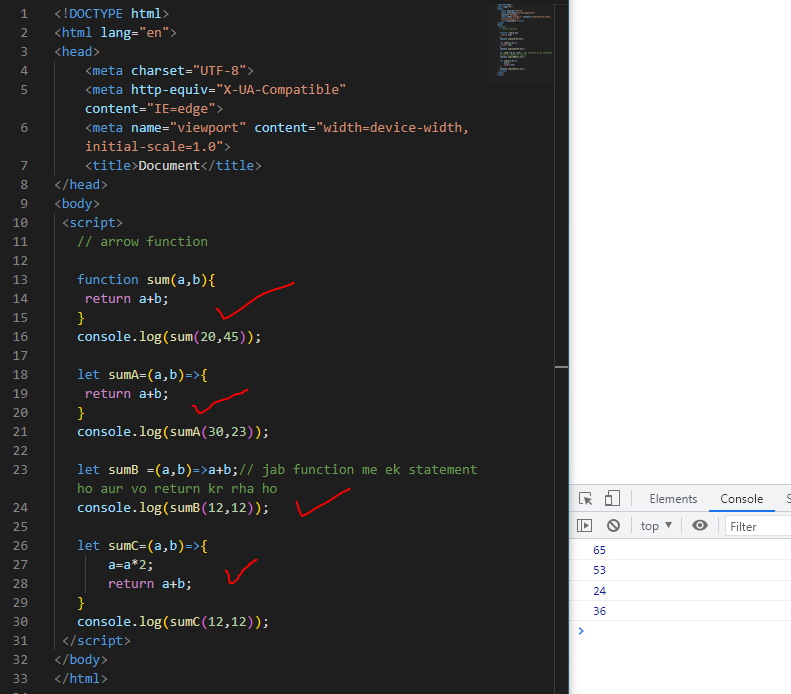 1 <!DOCTYPE html>
2 <html lang="en">
3 <head>
4 <meta charset="UTF-8">
5 <meta http-equiv="X-UA-Compatible"
content="IE=edge">
6 <meta name="viewport" content="width=device-width,
initial-scale=1.0">
7 <title>Document</title>
8 </head>
9 <body>
10 <script>
11 // arrow function
12
13 function sum(a,b){
14 return a+b;
15 }
16 console.log(sum(20,45));
17
18 let sumA=(a,b)=>{
19 return a+b;
20 }
21 console.log(sumA(30,23));
22
23 let sumB =(a,b)=>a+b;// jab function me ek statement
ho aur vo return kr rha ho
24 console.log(sumB(12,12));
25
26 let sumC=(a,b)=>{
27 a=a*2;
28 return a+b;
29 }
30 console.log(sumC(12,12));
31 </script>
32 </body>
33 </html>
Elements Console S
top ▼ Filter
65
53
24
36
>